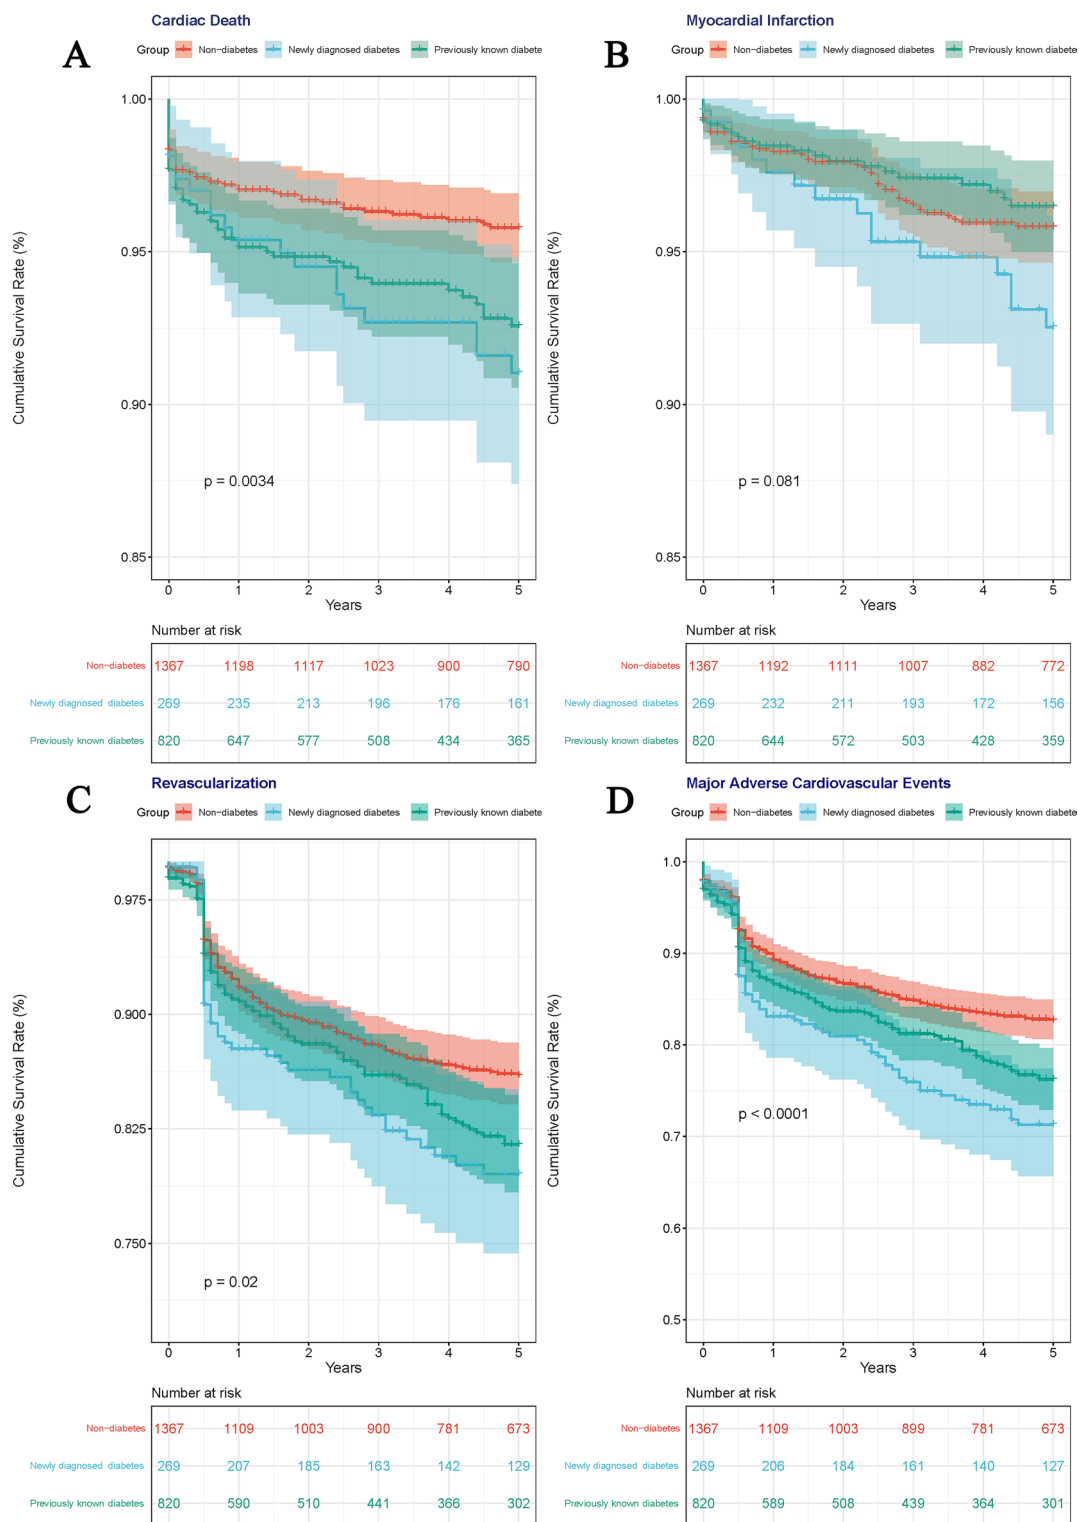 Cardiac Death
A
Group Non-diabetes Newly diagnosed diabetes Previously known diabete
Cumulative Survival Rate (%)
1.00
0.95
0.90
0.85
p = 0.0034
0 1 2 3 4 5
Years
Number at risk
Non-diabetes 1367 1198 1117 1023 900 790
Newly diagnosed diabetes 269 235 213 196 176 161
Previously known diabetes 820 647 577 508 434 365
Myocardial Infarction
B
Group Non-diabetes Newly diagnosed diabetes Previously known diabete
Cumulative Survival Rate (%)
1.00
0.95
0.90
0.85
p = 0.081
0 1 2 3 4 5
Years
Number at risk
Non-diabetes 1367 1192 1111 1007 882 772
Newly diagnosed diabetes 269 232 211 193 172 156
Previously known diabetes 820 644 572 503 428 359
Revascularization
C
Group Non-diabetes Newly diagnosed diabetes Previously known diabete
Cumulative Survival Rate (%)
0.975
0.900
0.825
0.750
p = 0.02
0 1 2 3 4 5
Years
Number at risk
Non-diabetes 1367 1109 1003 900 781 673
Newly diagnosed diabetes 269 207 185 163 142 129
Previously known diabetes 820 590 510 441 366 302
Major Adverse Cardiovascular Events
D
Group Non-diabetes Newly diagnosed diabetes Previously known diabete
Cumulative Survival Rate (%)
1.0
0.9
0.8
0.7
0.6
0.5
p < 0.0001
0 1 2 3 4 5
Years
Number at risk
Non-diabetes 1367 1109 1003 899 781 673
Newly diagnosed diabetes 269 206 184 161 140 127
Previously known diabetes 820 589 508 439 364 301